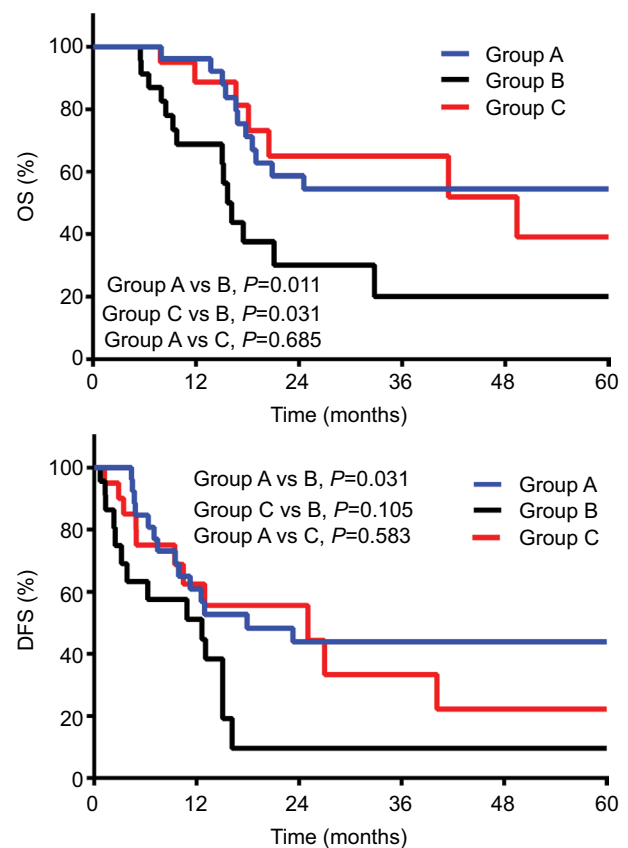 100
80
60
40
20
0
OS (%)
Group A
Group B
Group C
Group A vs B, P=0.011
Group C vs B, P=0.031
Group A vs C, P=0.685
0 12 24 36 48 60
Time (months)
100
80
60
40
20
0
DFS (%)
Group A vs B, P=0.031
Group C vs B, P=0.105
Group A vs C, P=0.583
Group A
Group B
Group C
0 12 24 36 48 60
Time (months)